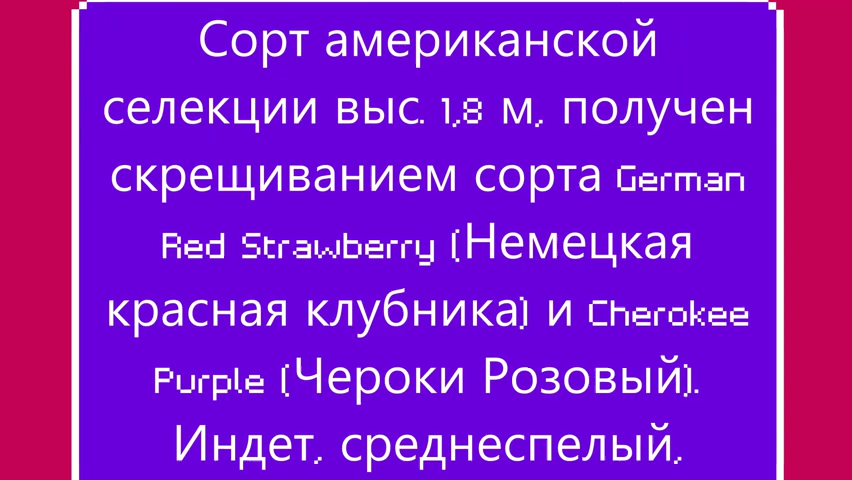 Сорт американской
селекции выс. 1,8 м, получен
скрещиванием сорта German
Red Strawberry (Немецкая
красная клубника) и Cherokee
Purple (Чероки Розовый).
Индет, среднеспелый,